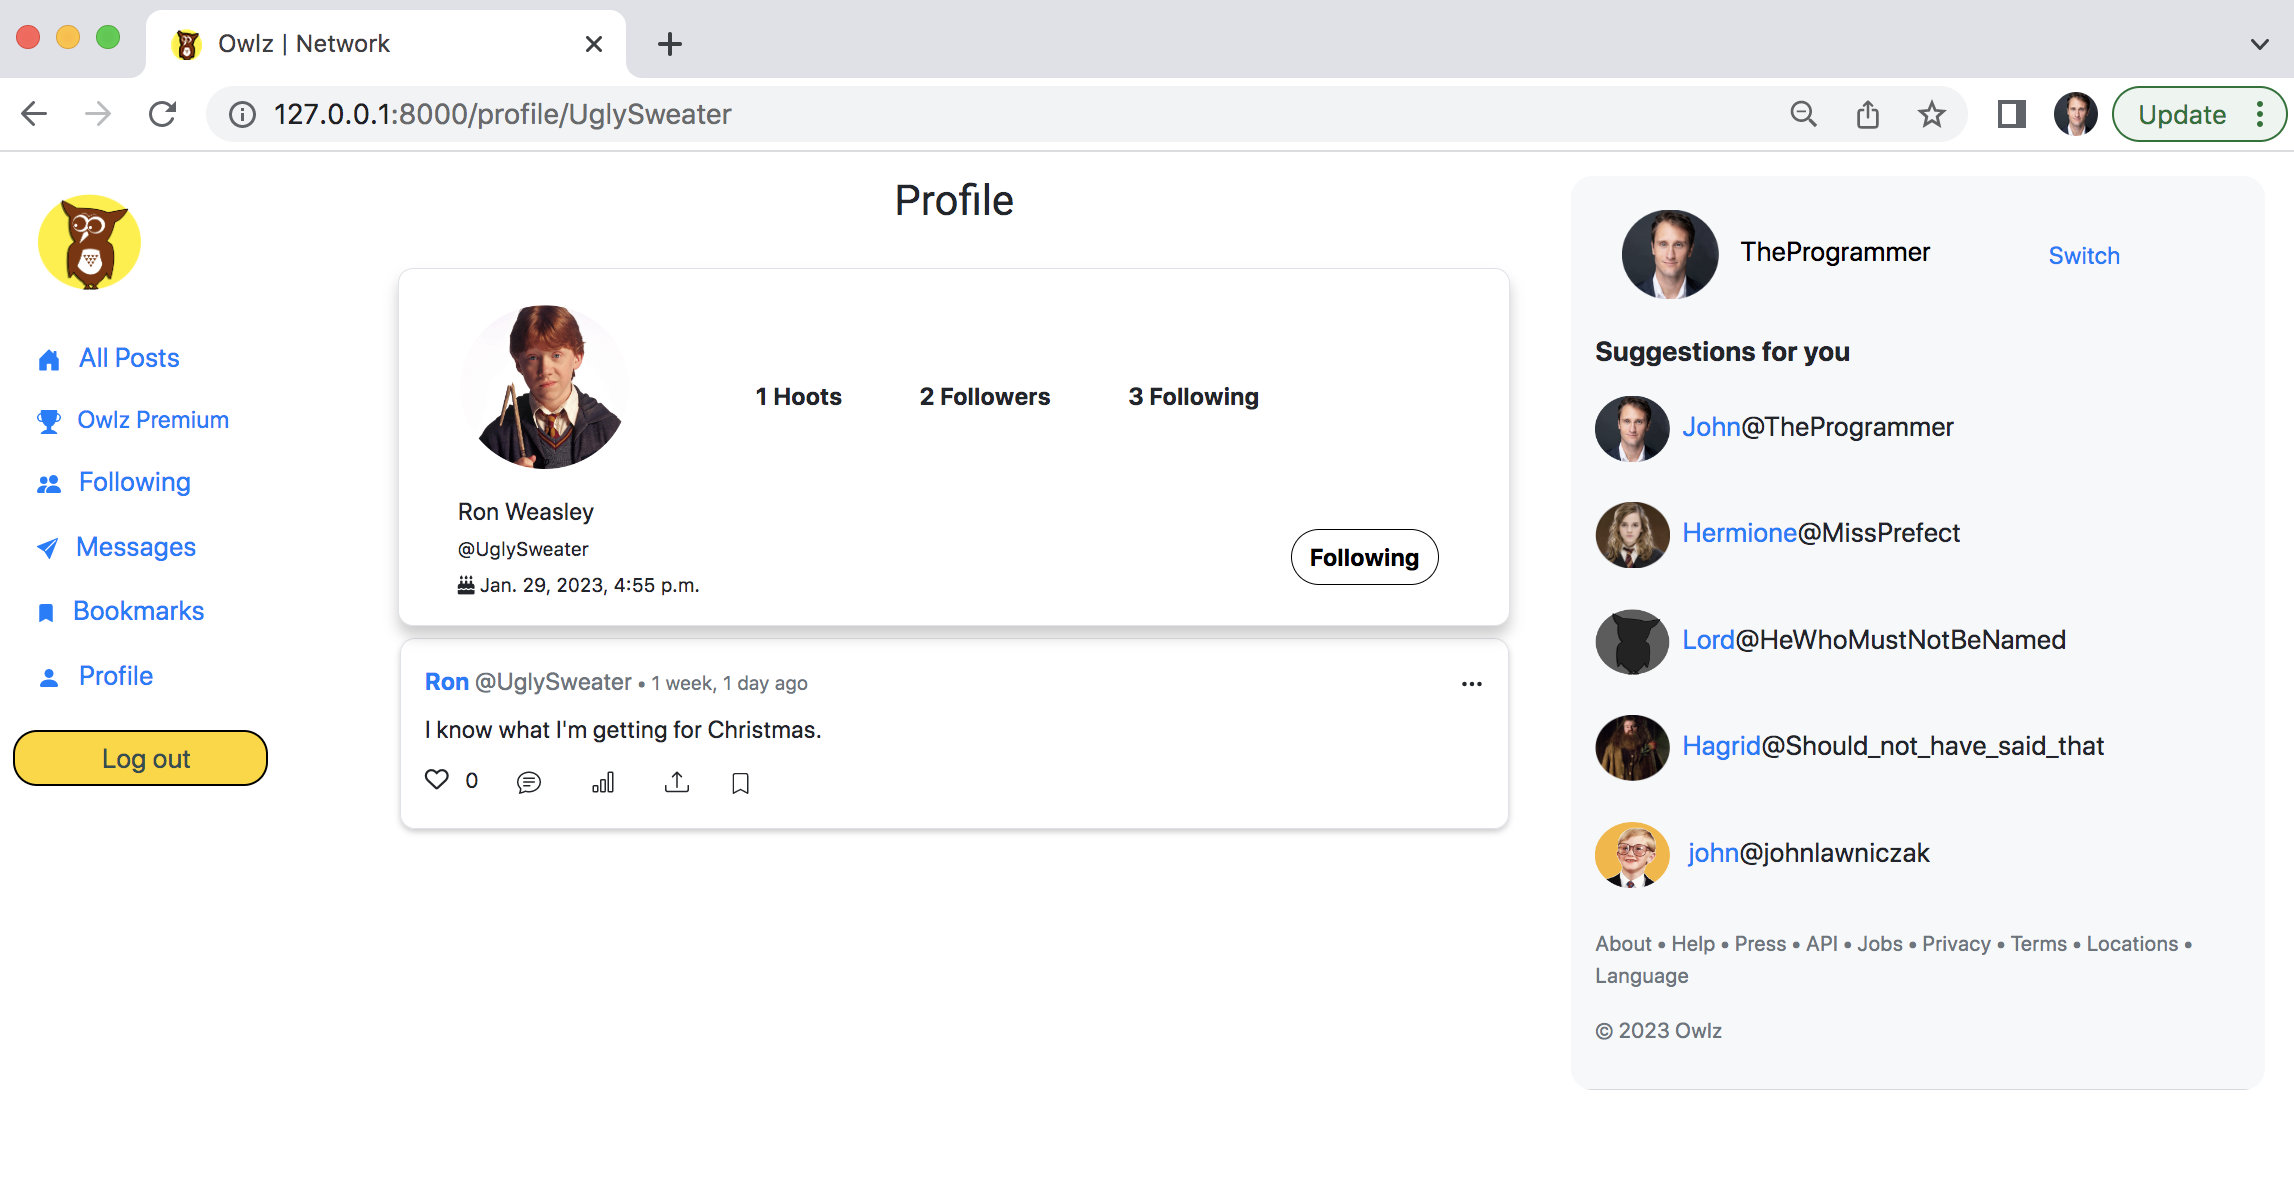 Owlz | Network
127.0.0.1:8000/profile/UglySweater
Update
All Posts
Owlz Premium
Following
Messages
Bookmarks
Profile
Log out
Profile
1 Hoots 2 Followers 3 Following
Ron Weasley
@UglySweater
Jan. 29, 2023, 4:55 p.m.
Following
Ron @UglySweater • 1 week, 1 day ago
I know what I'm getting for Christmas.
0
TheProgrammer Switch
Suggestions for you
John@TheProgrammer
Hermione@MissPrefect
Lord@HeWhoMustNotBeNamed
Hagrid@Should_not_have_said_that
john@johnlawniczak
About • Help • Press • API • Jobs • Privacy • Terms • Locations •
Language
© 2023 Owlz